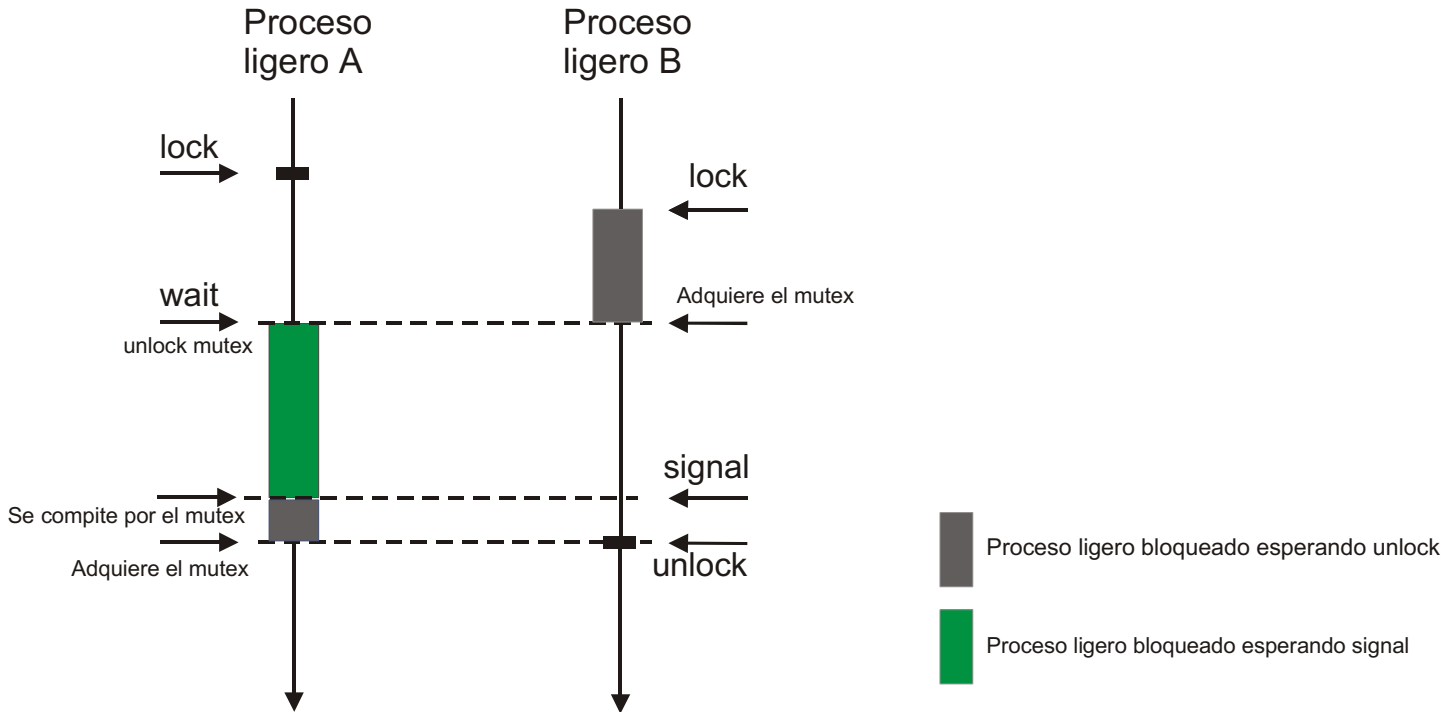 Proceso
ligero A
Proceso
ligero B
lock
lock
wait
Adquiere el mutex
unlock mutex
signal
Se compite por el mutex
Adquiere el mutex
unlock
Proceso ligero bloqueado esperando unlock
Proceso ligero bloqueado esperando signal